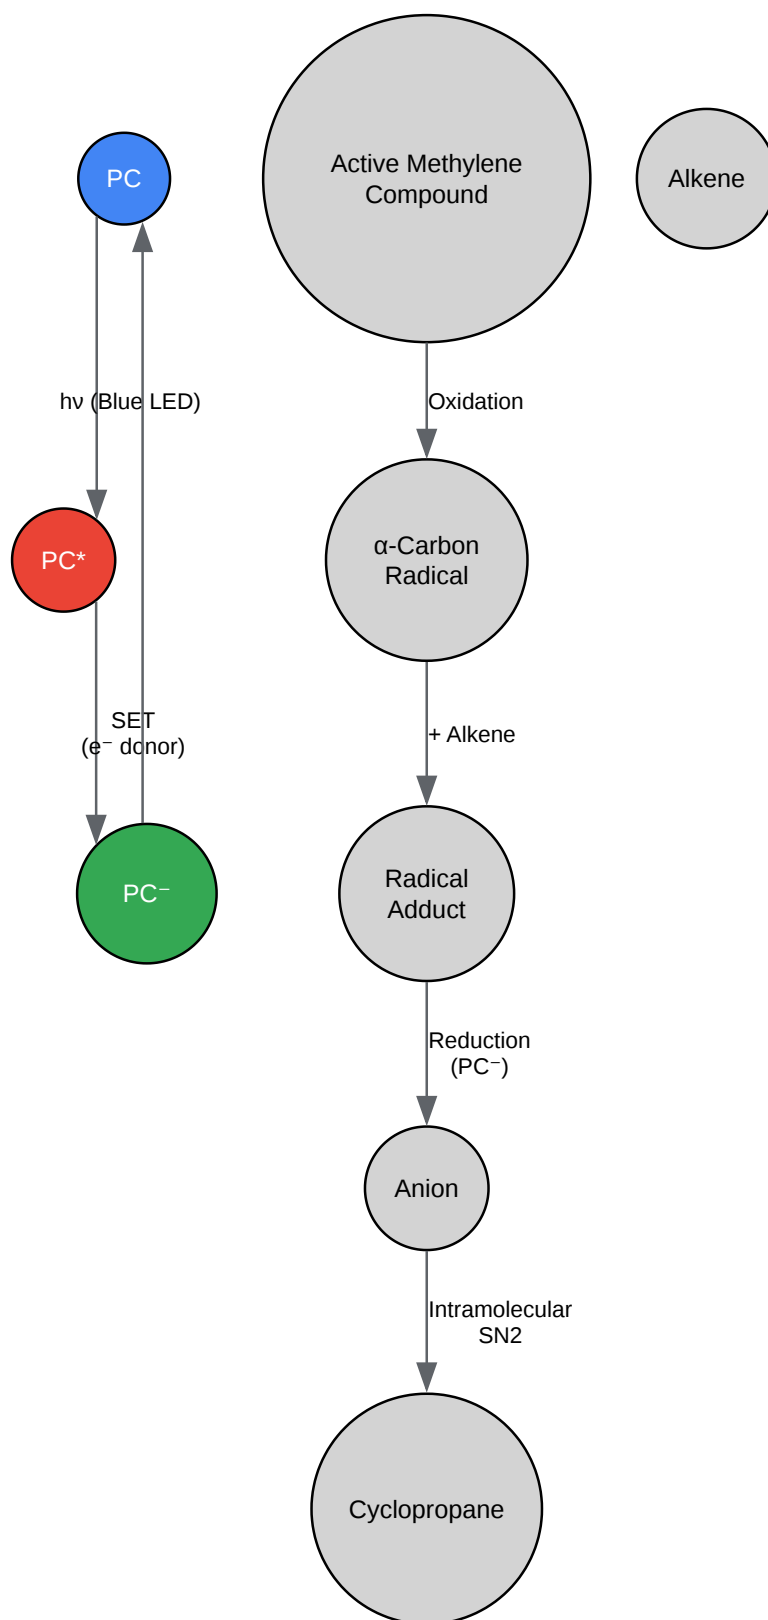 PC
Active Methylene
Compound
Alkene
hν (Blue LED)
Oxidation
PC*
α-Carbon
Radical
SET
(e⁻ donor)
+ Alkene
PC⁻
Radical
Adduct
Reduction
(PC⁻)
Anion
Intramolecular
SN2
Cyclopropane